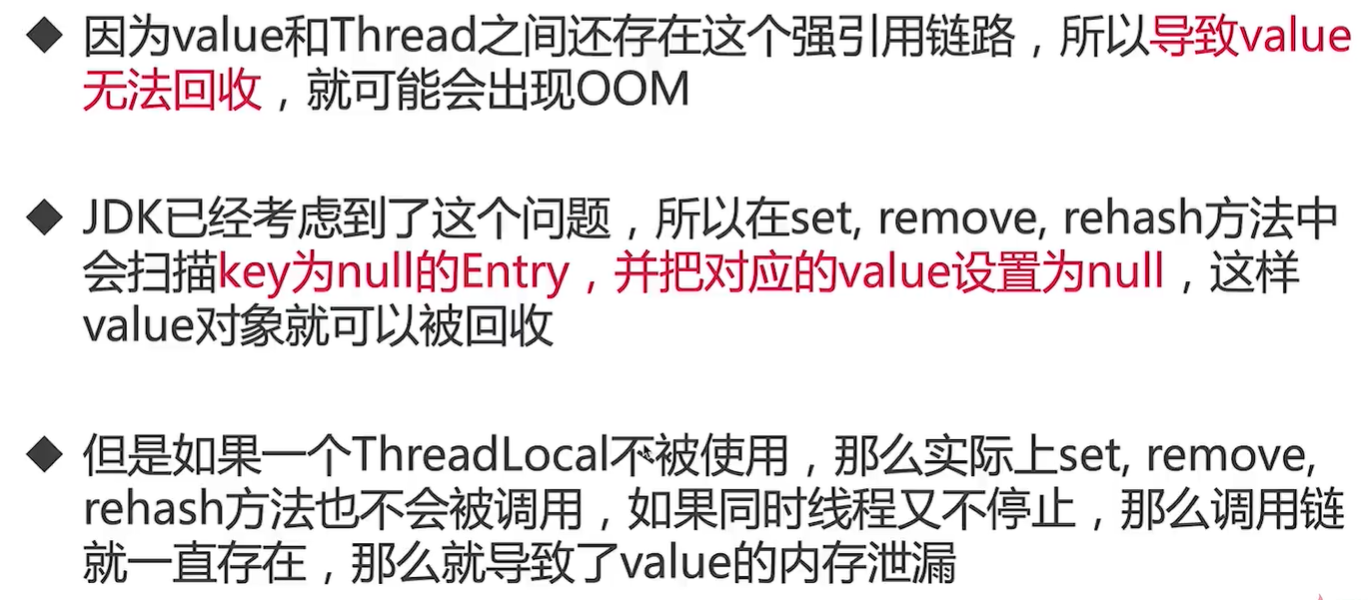 ◆ 因为value和Thread之间还存在这个强引用链路，所以导致value
无法回收，就可能会出现OOM
◆ JDK已经考虑到了这个问题，所以在set, remove, rehash方法中
会扫描key为null的Entry，并把对应的value设置为null，这样
value对象就可以被回收
◆ 但是如果一个ThreadLocal不被使用，那么实际上set, remove,
rehash方法也不会被调用，如果同时线程又不停止，那么调用链
就一直存在，那么就导致了value的内存泄漏